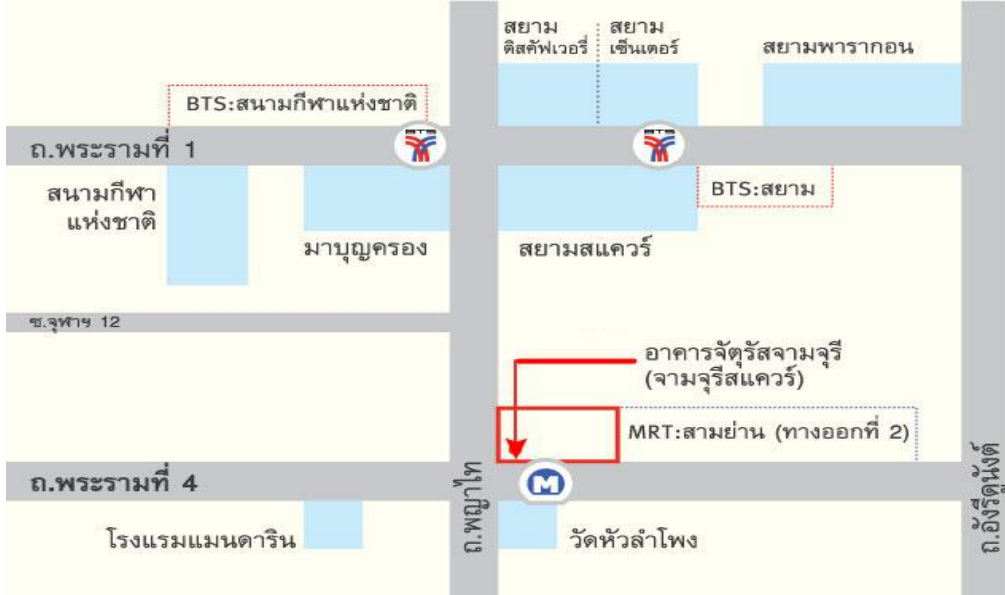 สยาม
ดิสคัฟเวอรี่
สยาม
เซ็นเตอร์
สยามพารากอน
BTS:สนามกีฬาแห่งชาติ
BTS
BTS
ถ.พระรามที่ 1
สนามกีฬา
แห่งชาติ
BTS:สยาม
มาบุญครอง
สยามสแควร์
ซ.จุฬาฯ 12
อาคารจัตุรัสจามจุรี
(จามจุรีสแควร์)
MRT:สามย่าน (ทางออกที่ 2)
ถ.พระรามที่ 4
M
ถ.พญาไท
ถ.อังรีดูนังต์
โรงแรมแมนดาริน
วัดหัวลำโพง